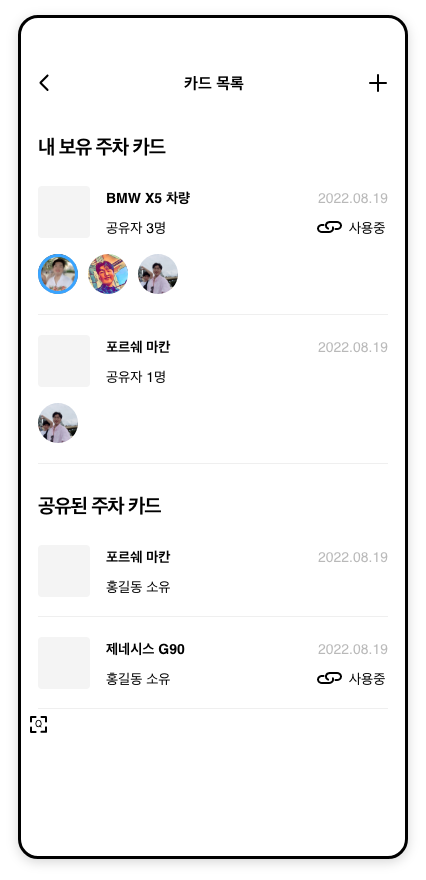 카드 목록
내 보유 주차 카드
BMW X5 차량
2022.08.19
공유자 3명
사용중
포르쉐 마칸
2022.08.19
공유자 1명
공유된 주차 카드
포르쉐 마칸
2022.08.19
홍길동 소유
제네시스 G90
2022.08.19
홍길동 소유
사용중